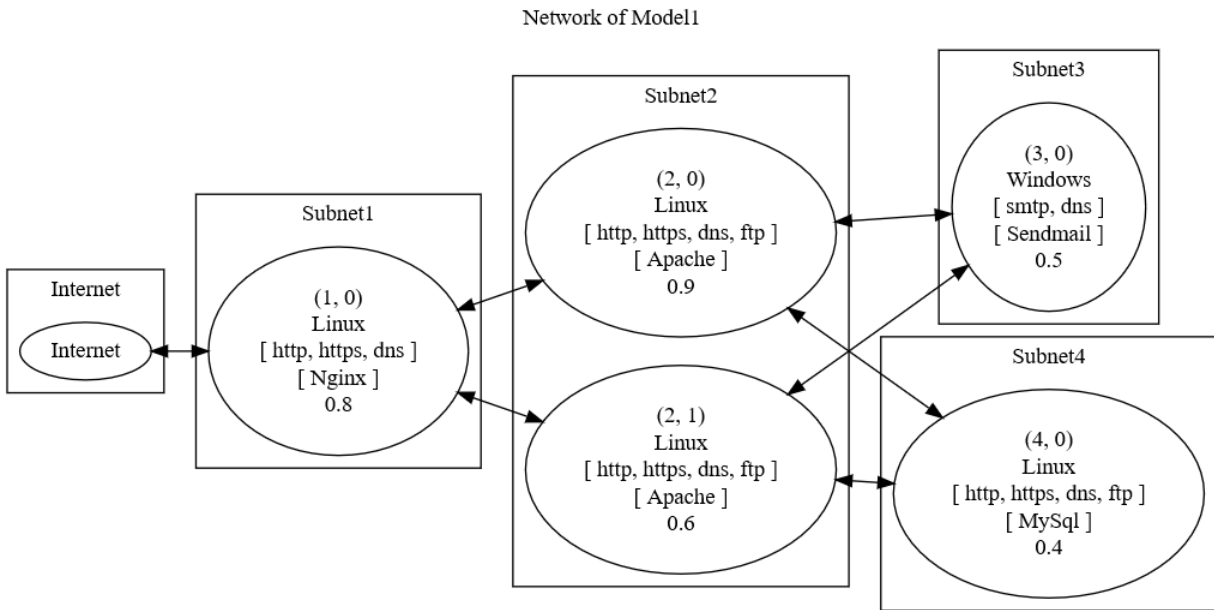 Network of Model1
Internet
Internet
Subnet1
(1, 0)
Linux
[ http, https, dns ]
[ Nginx ]
0.8
Subnet2
(2, 0)
Linux
[ http, https, dns, ftp ]
[ Apache ]
0.9
(2, 1)
Linux
[ http, https, dns, ftp ]
[ Apache ]
0.6
Subnet3
(3, 0)
Windows
[ smtp, dns ]
[ Sendmail ]
0.5
Subnet4
(4, 0)
Linux
[ http, https, dns, ftp ]
[ MySql ]
0.4